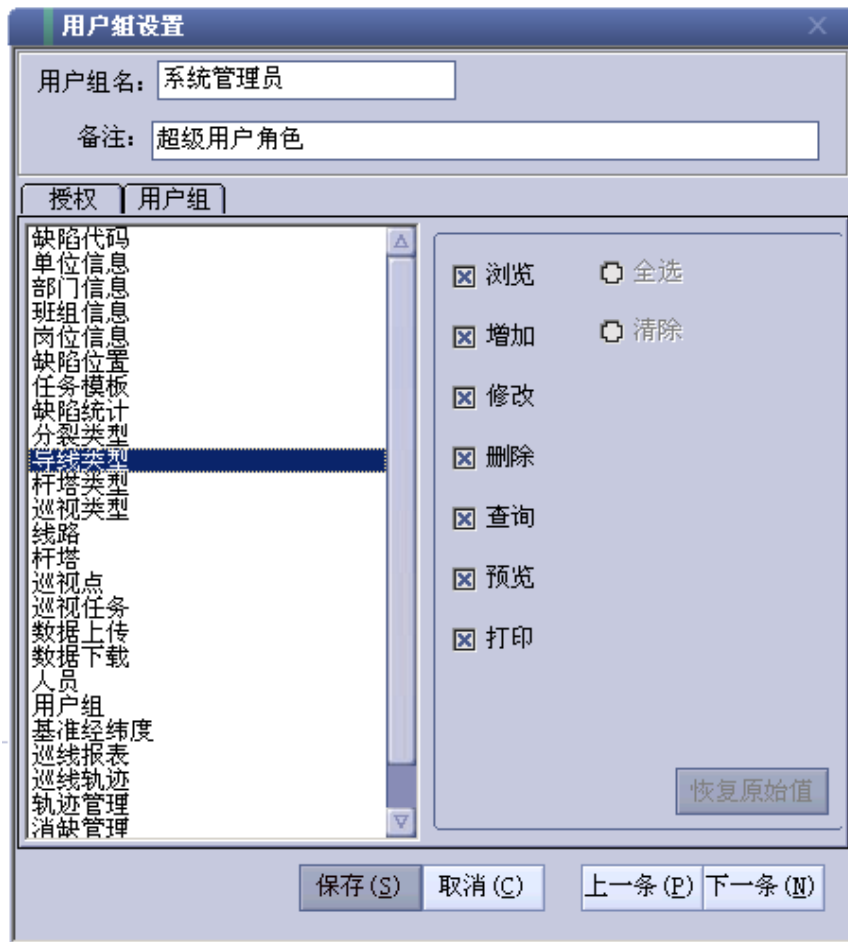 用户组设置
用户组名: 系统管理员
备注: 超级用户角色
授权 用户组
缺陷代码
单位信息
部门信息
班组信息
岗位信息
缺陷位置
任务模板
缺陷统计
分裂类型
导线类型
杆塔类型
巡视类型
线路
杆塔
巡视点
巡视任务
数据上传
数据下载
人员
用户组
基准经纬度
巡线报表
巡线轨迹
轨迹管理
消缺管理
浏览 全选
增加 清除
修改
删除
查询
预览
打印
恢复原始值
保存(S) 取消(C) 上一条(P) 下一条(N)